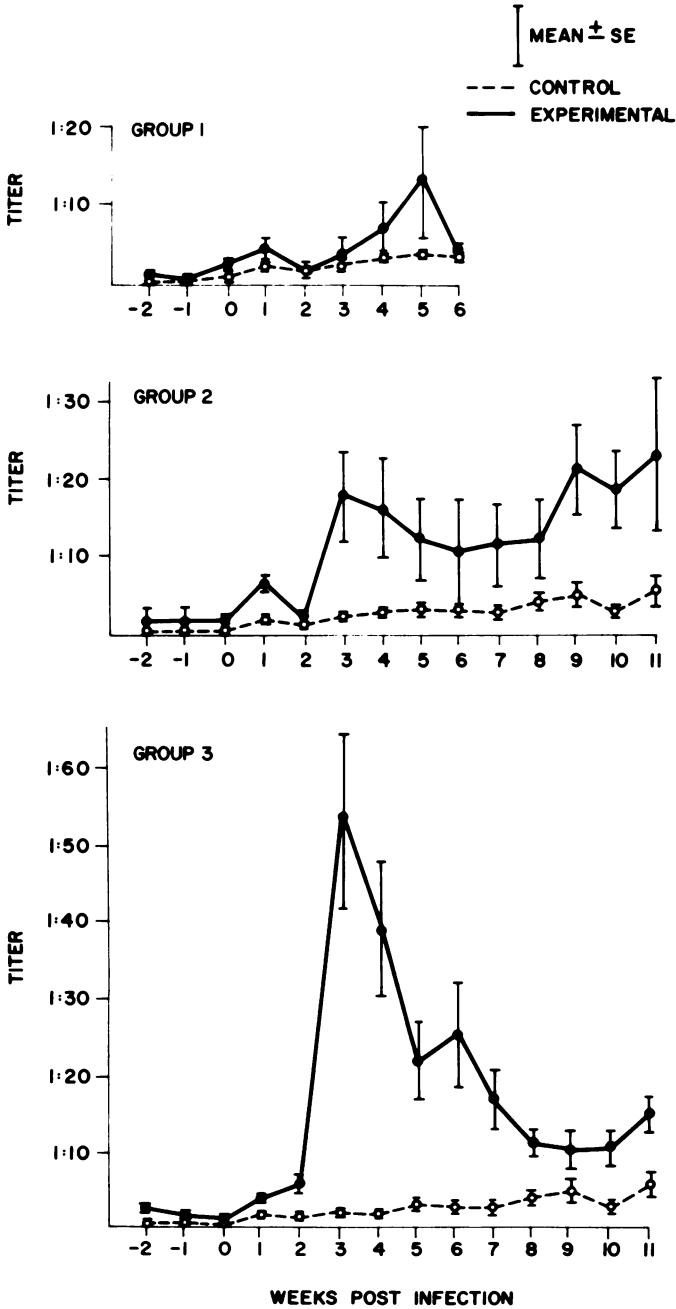 MEAN ± SE
CONTROL
EXPERIMENTAL
GROUP 1
TITER
1:20
1:10
-2 -1 0 1 2 3 4 5 6
GROUP 2
TITER
1:30
1:20
1:10
-2 -1 0 1 2 3 4 5 6 7 8 9 10 11
GROUP 3
TITER
1:60
1:50
1:40
1:30
1:20
1:10
-2 -1 0 1 2 3 4 5 6 7 8 9 10 11
WEEKS POST INFECTION